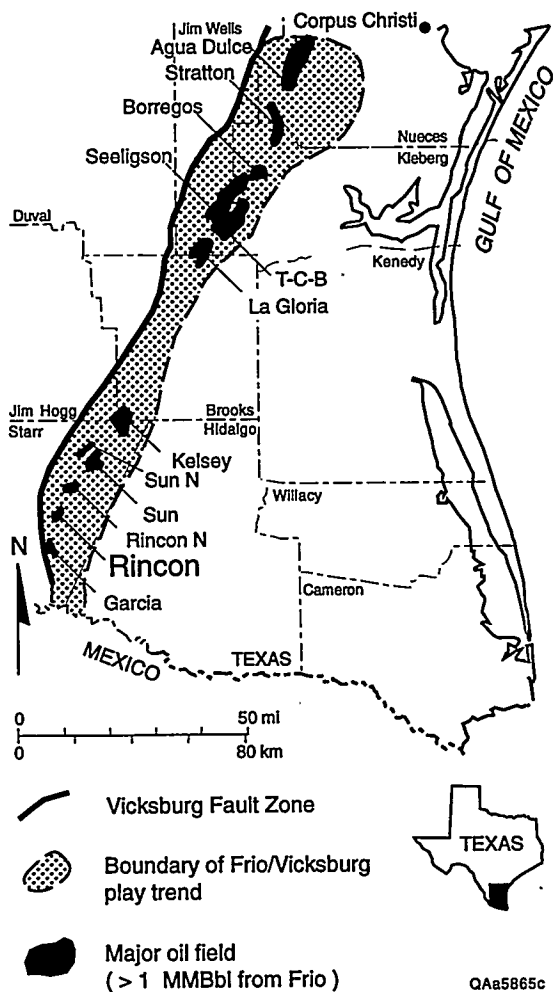 Jim Wells
Corpus Christi
Agua Dulce
Stratton
Borregos
Nueces
Kleberg
Seeligson
GULF OF MEXICO
Duval
Kenedy
T-C-B
La Gloria
Jim Hogg
Starr
Brooks
Hidalgo
Kelsey
Sun N
Willacy
Sun
Rincon N
N
Rincon
Cameron
Garcia
MEXICO
TEXAS
0 50 mi
0 80 km
Vicksburg Fault Zone
TEXAS
Boundary of Frio/Vicksburg
play trend
Major oil field
( > 1 MMBbl from Frio )
QAa5865c